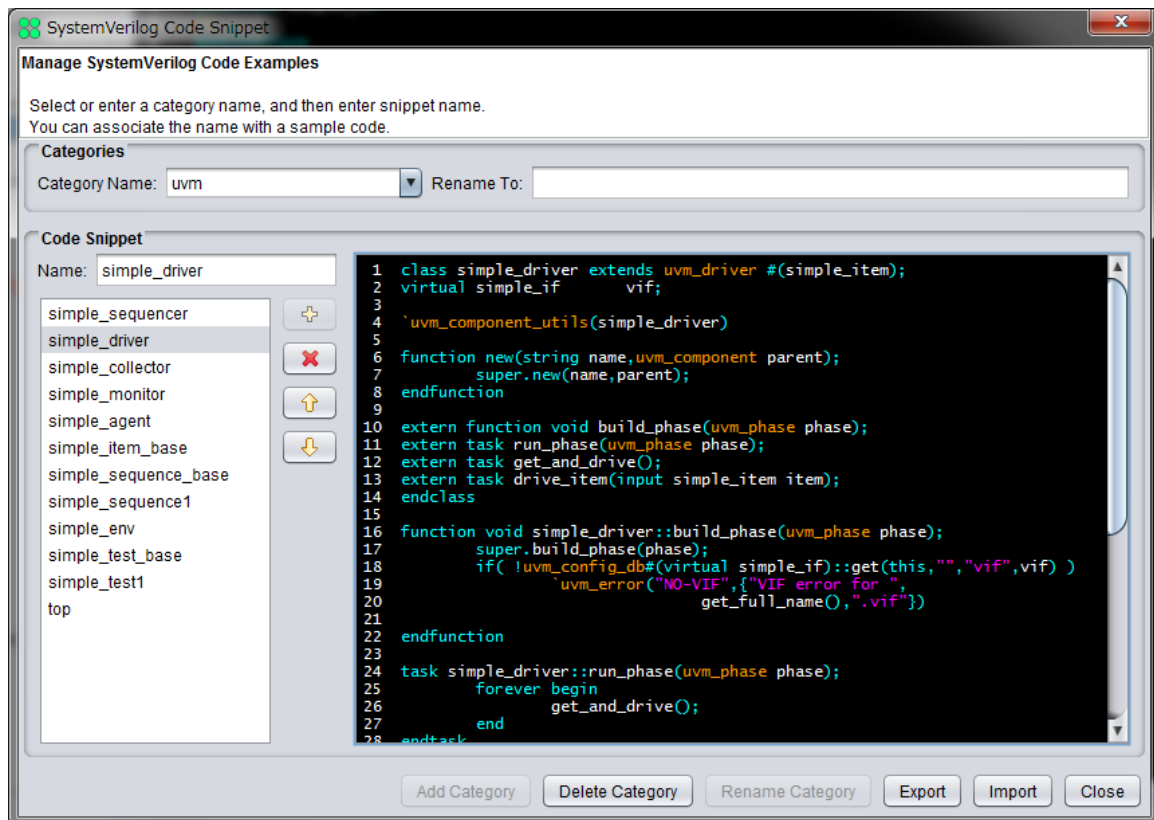 SystemVerilog Code Snippet
x
Manage SystemVerilog Code Examples
Select or enter a category name, and then enter snippet name.
You can associate the name with a sample code.
Categories
Category Name: uvm Rename To:
Code Snippet
Name: simple_driver
simple_sequencer
simple_driver
simple_collector
simple_monitor
simple_agent
simple_item_base
simple_sequence_base
simple_sequence1
simple_env
simple_test_base
simple_test1
top
1 class simple_driver extends uvm_driver #(simple_item);
2 virtual simple_if vif;
3
4 `uvm_component_utils(simple_driver)
5
6 function new(string name,uvm_component parent);
7 super.new(name,parent);
8 endfunction
9
10 extern function void build_phase(uvm_phase phase);
11 extern task run_phase(uvm_phase phase);
12 extern task get_and_drive();
13 extern task drive_item(input simple_item item);
14 endclass
15
16 function void simple_driver::build_phase(uvm_phase phase);
17 super.build_phase(phase);
18 if( !uvm_config_db#(virtual simple_if)::get(this,"","vif",vif) )
19 `uvm_error("NO-VIF",{"VIF error for ",
20 get_full_name(),".vif"})
21
22 endfunction
23
24 task simple_driver::run_phase(uvm_phase phase);
25 forever begin
26 get_and_drive();
27 end
28 endtask
Add Category Delete Category Rename Category Export Import Close